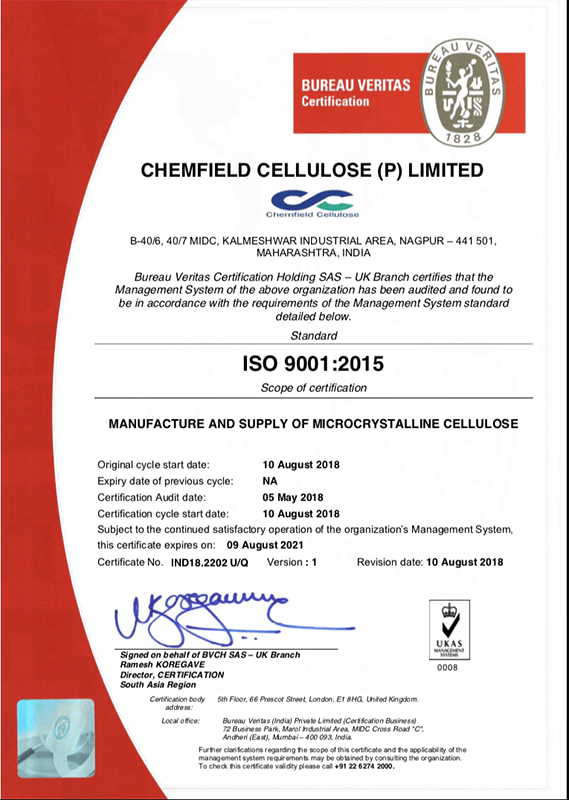 BUREAU VERITAS
Certification
BUREAU VERITAS
1828
CHEMFIELD CELLULOSE (P) LIMITED
Chemfield Cellulose
B-40/6, 40/7 MIDC, KALMESHWAR INDUSTRIAL AREA, NAGPUR – 441 501,
MAHARASHTRA, INDIA
Bureau Veritas Certification Holding SAS – UK Branch certifies that the
Management System of the above organization has been audited and found to
be in accordance with the requirements of the Management System standard
detailed below.
Standard
ISO 9001:2015
Scope of certification
MANUFACTURE AND SUPPLY OF MICROCRYSTALLINE CELLULOSE
Original cycle start date: 10 August 2018
Expiry date of previous cycle: NA
Certification Audit date: 05 May 2018
Certification cycle start date: 10 August 2018
Subject to the continued satisfactory operation of the organization's Management System,
this certificate expires on: 09 August 2021
Certificate No. IND18.2202 U/Q Version : 1 Revision date: 10 August 2018
Signed on behalf of BVCH SAS – UK Branch
Ramesh KOREGAVE
Director, CERTIFICATION
South Asia Region
UKAS
MANAGEMENT
SYSTEMS
0008
Certification body address: 5th Floor, 66 Prescot Street, London, E1 8HG, United Kingdom.
Local office: Bureau Veritas (India) Private Limited (Certification Business)
72 Business Park, Marol Industrial Area, MIDC Cross Road "C",
Andheri (East), Mumbai – 400 093, India.
Further clarifications regarding the scope of this certificate and the applicability of the
management system requirements may be obtained by consulting the organization.
To check this certificate validity please call +91 22 6274 2000.